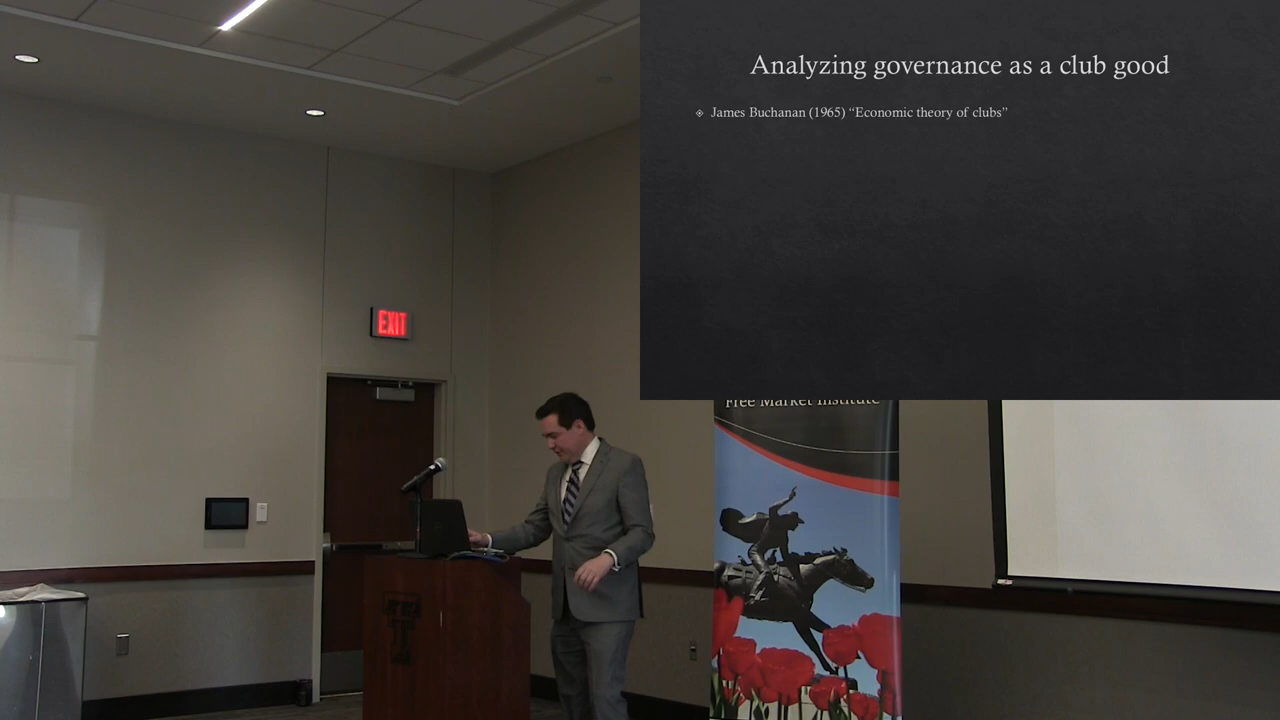 Analyzing governance as a club good
James Buchanan (1965) “Economic theory of clubs”
EXIT
Free Market Institute